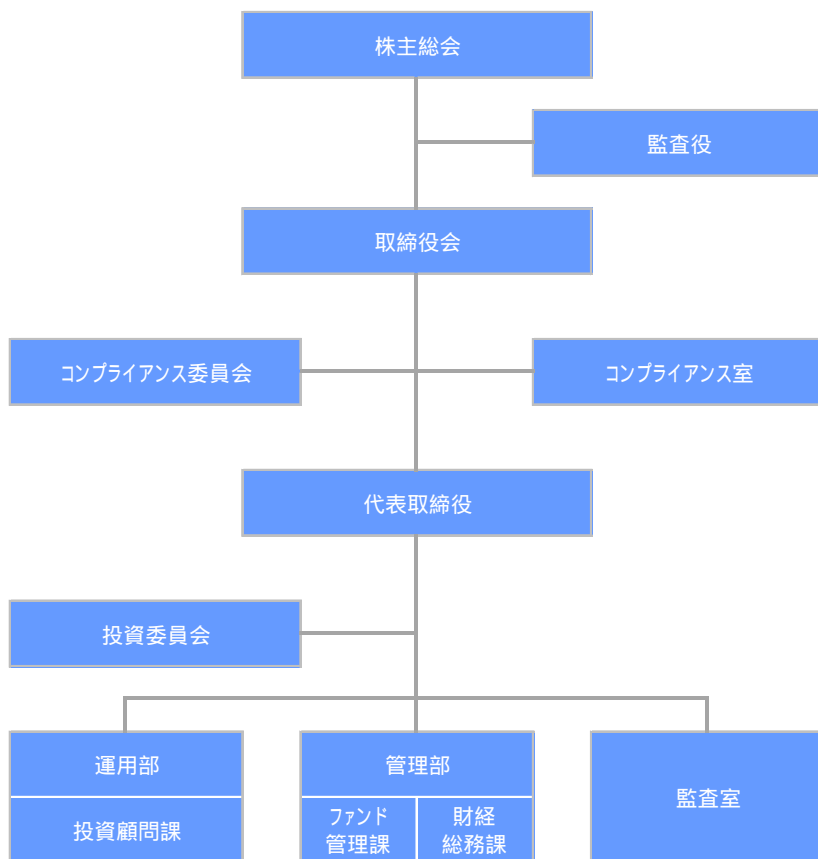 株主総会
監査役
取締役会
コンプライアンス委員会
コンプライアンス室
代表取締役
投資委員会
運用部
管理部
監査室
投資顧問課
ファンド
管理課
財経
総務課